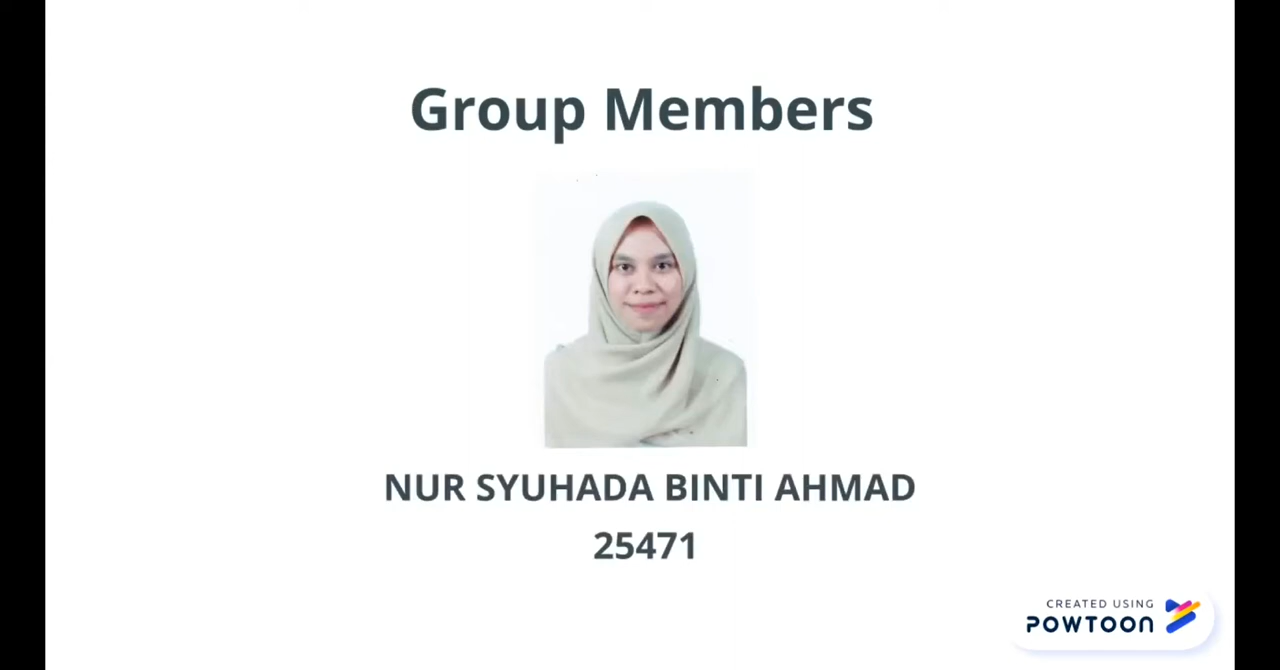 Group Members
NUR SYUHADA BINTI AHMAD
25471
CREATED USING
POWTOON